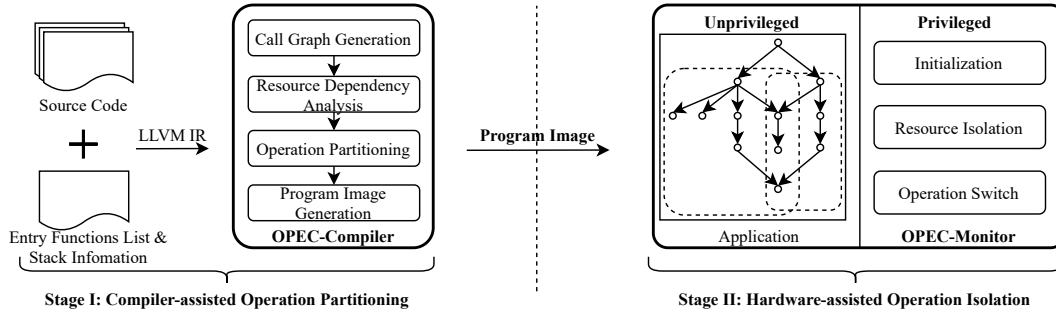 Source Code
LLVM IR
Entry Functions List &
Stack Infomation
Call Graph Generation
Resource Dependency
Analysis
Operation Partitioning
Program Image
Generation
OPEC-Compiler
Stage I: Compiler-assisted Operation Partitioning
Program Image
Unprivileged
Application
Privileged
Initialization
Resource Isolation
Operation Switch
OPEC-Monitor
Stage II: Hardware-assisted Operation Isolation